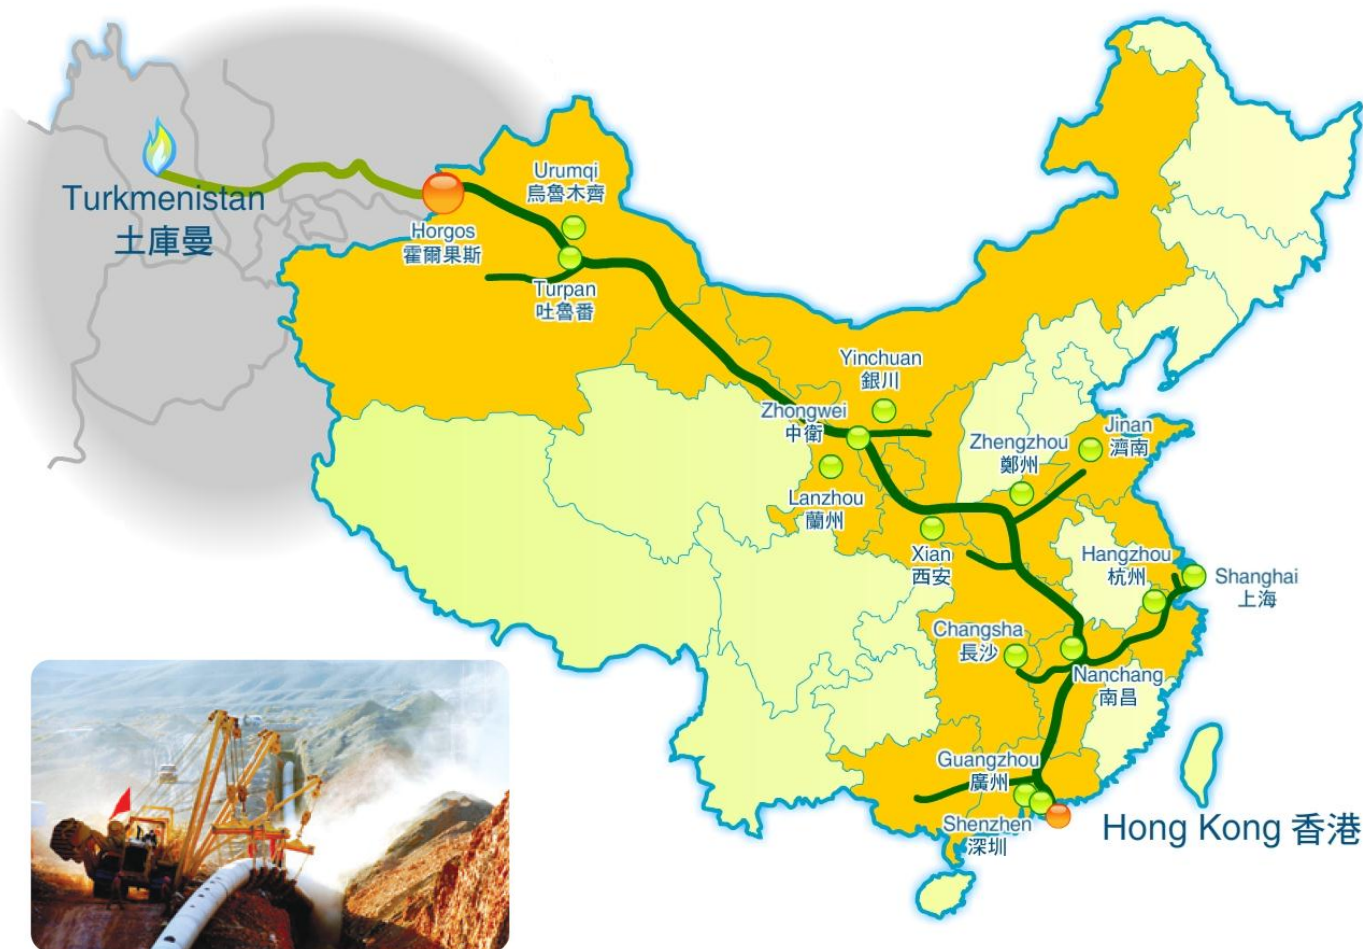 Turkmenistan
土庫曼
Horgos
霍爾果斯
Urumqi
烏魯木齊
Turpan
吐魯番
Yinchuan
銀川
Zhongwei
中衛
Lanzhou
蘭州
Zhengzhou
鄭州
Jinan
濟南
Xian
西安
Hangzhou
杭州
Shanghai
上海
Changsha
長沙
Nanchang
南昌
Guangzhou
廣州
Shenzhen
深圳
Hong Kong 香港